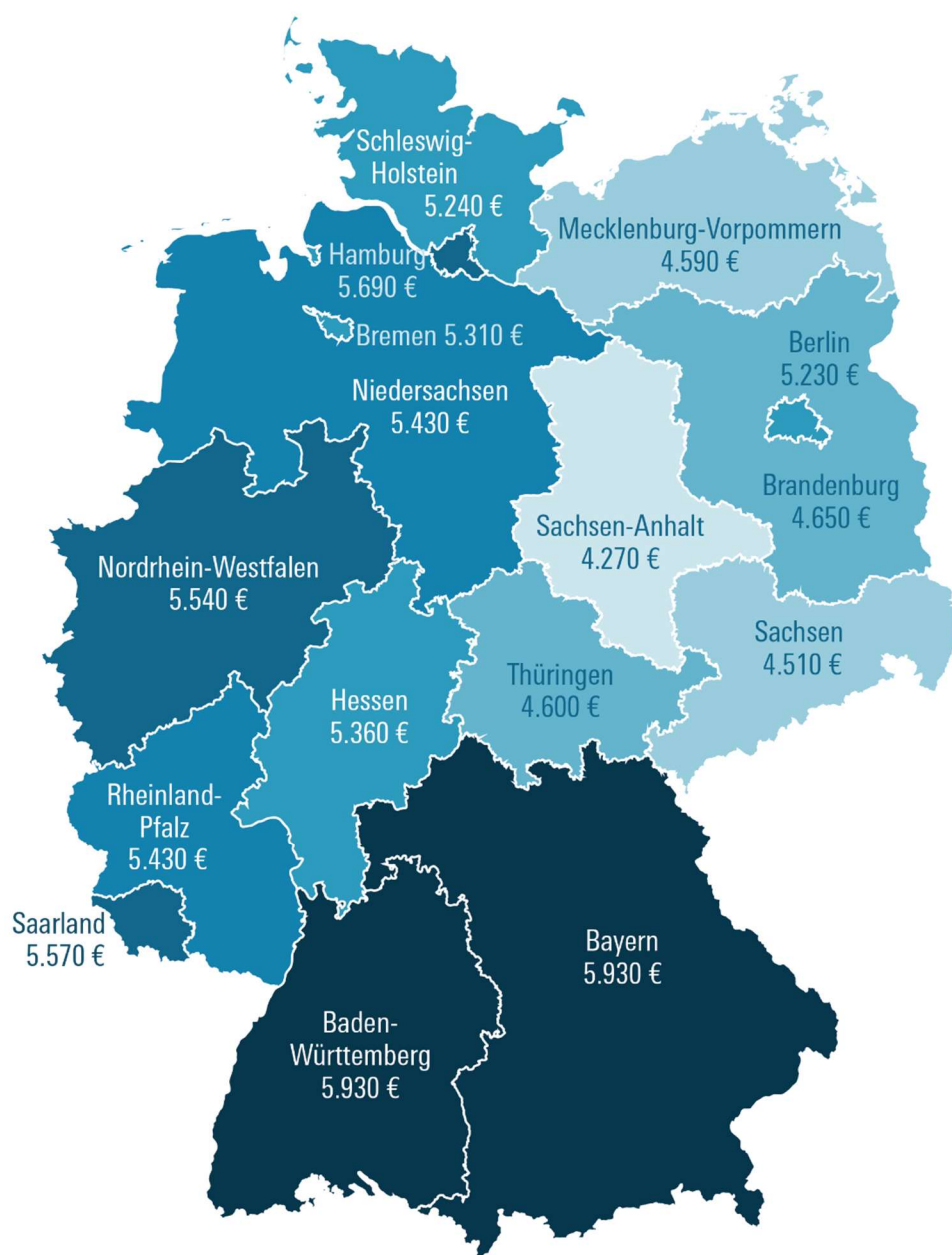 Schleswig-
Holstein
5.240 €
Mecklenburg-Vorpommern
4.590 €
Hamburg
5.690 €
Bremen 5.310 €
Berlin
5.230 €
Niedersachsen
5.430 €
Brandenburg
4.650 €
Sachsen-Anhalt
4.270 €
Nordrhein-Westfalen
5.540 €
Sachsen
4.510 €
Thüringen
4.600 €
Hessen
5.360 €
Rheinland-
Pfalz
5.430 €
Saarland
5.570 €
Bayern
5.930 €
Baden-
Württemberg
5.930 €